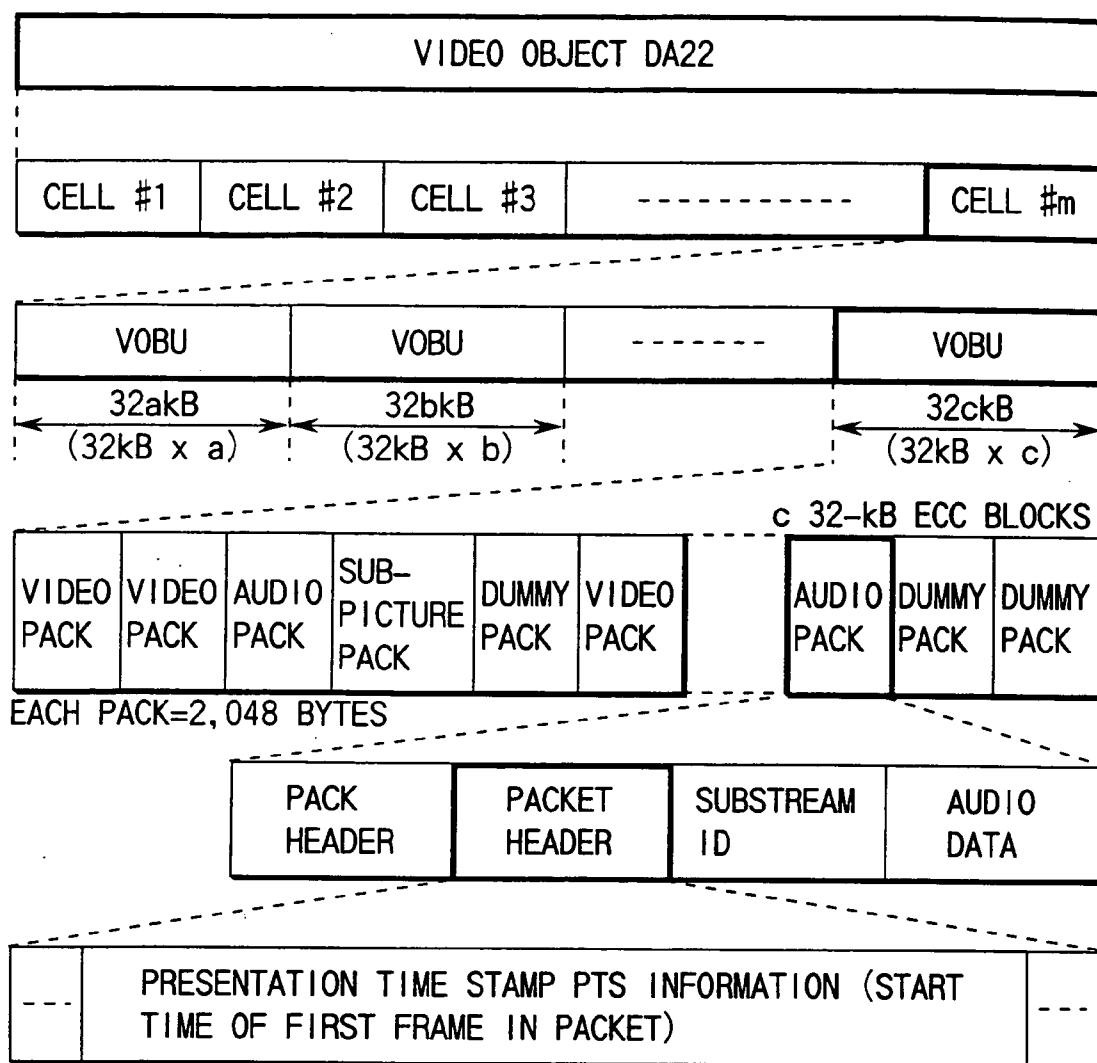 VIDEO OBJECT DA22
CELL #1 CELL #2 CELL #3 CELL #m
VOBU VOBU VOBU
32akB 32bkB 32ckB
(32kB x a) (32kB x b) (32kB x c)
c 32-kB ECC BLOCKS
VIDEO PACK
VIDEO PACK
AUDIO PACK
SUB-
PICTURE
PACK
DUMMY PACK
VIDEO PACK
AUDIO PACK
DUMMY PACK
DUMMY PACK
EACH PACK=2,048 BYTES
PACK
HEADER
PACKET
HEADER
SUBSTREAM
ID
AUDIO
DATA
PRESENTATION TIME STAMP PTS INFORMATION (START
TIME OF FIRST FRAME IN PACKET)